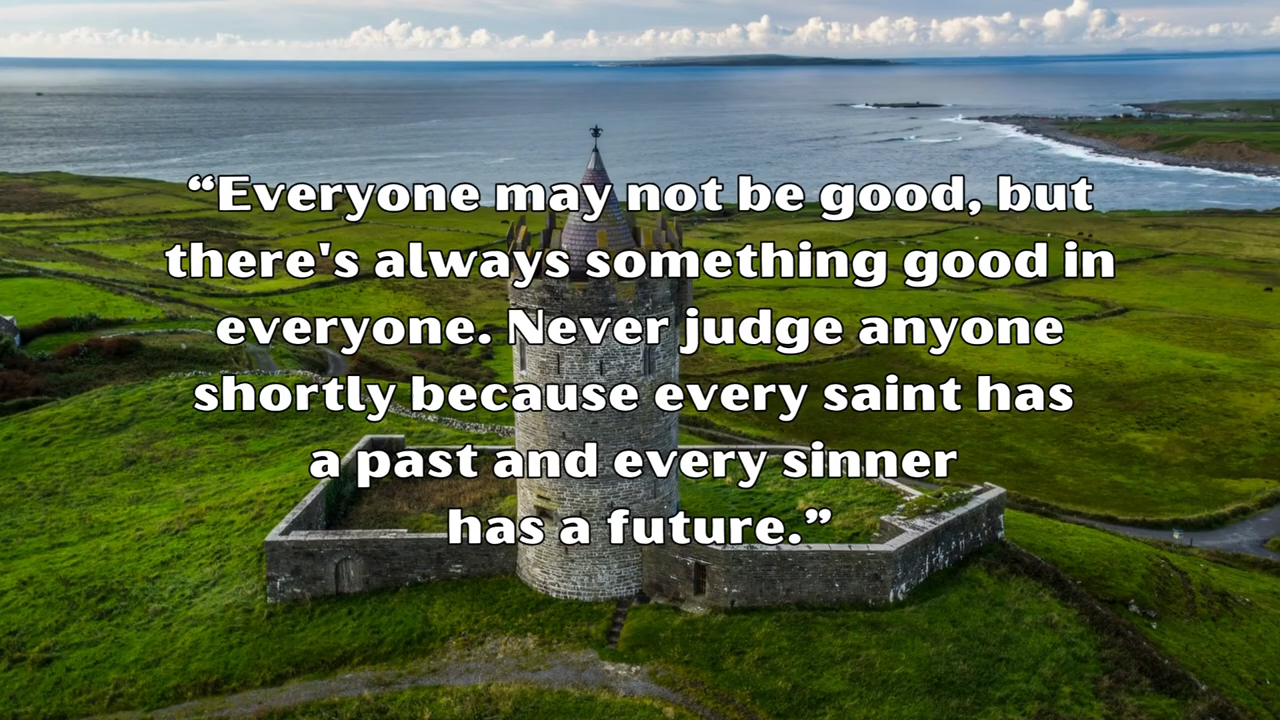 “Everyone may not be good, but
there's always something good in
everyone. Never judge anyone
shortly because every saint has
a past and every sinner
has a future.”